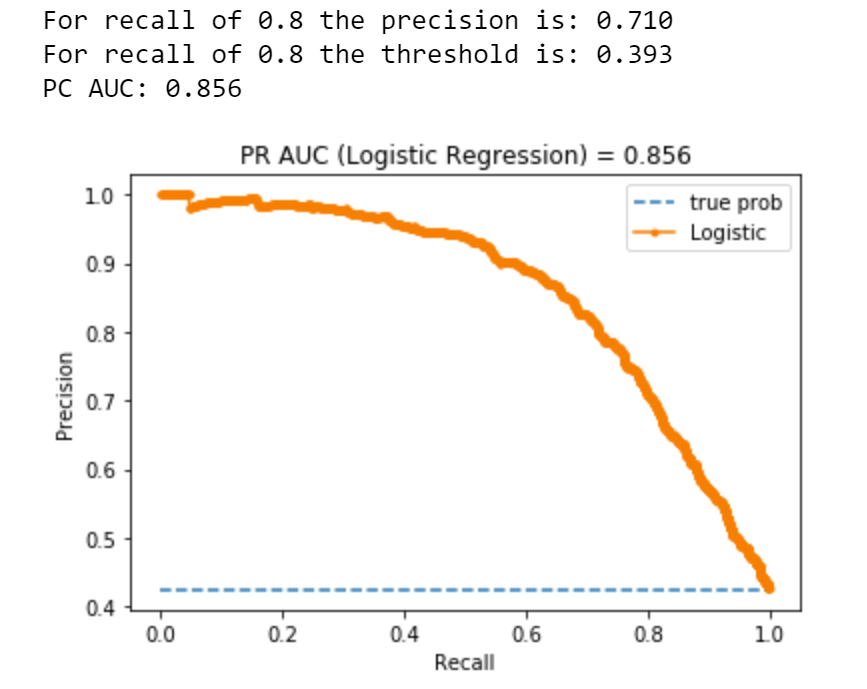 For recall of 0.8 the precision is: 0.710
For recall of 0.8 the threshold is: 0.393
PC AUC: 0.856
PR AUC (Logistic Regression) = 0.856
1.0
0.9
0.8
0.7
0.6
0.5
0.4
Precision
true prob
Logistic
0.0 0.2 0.4 0.6 0.8 1.0
Recall